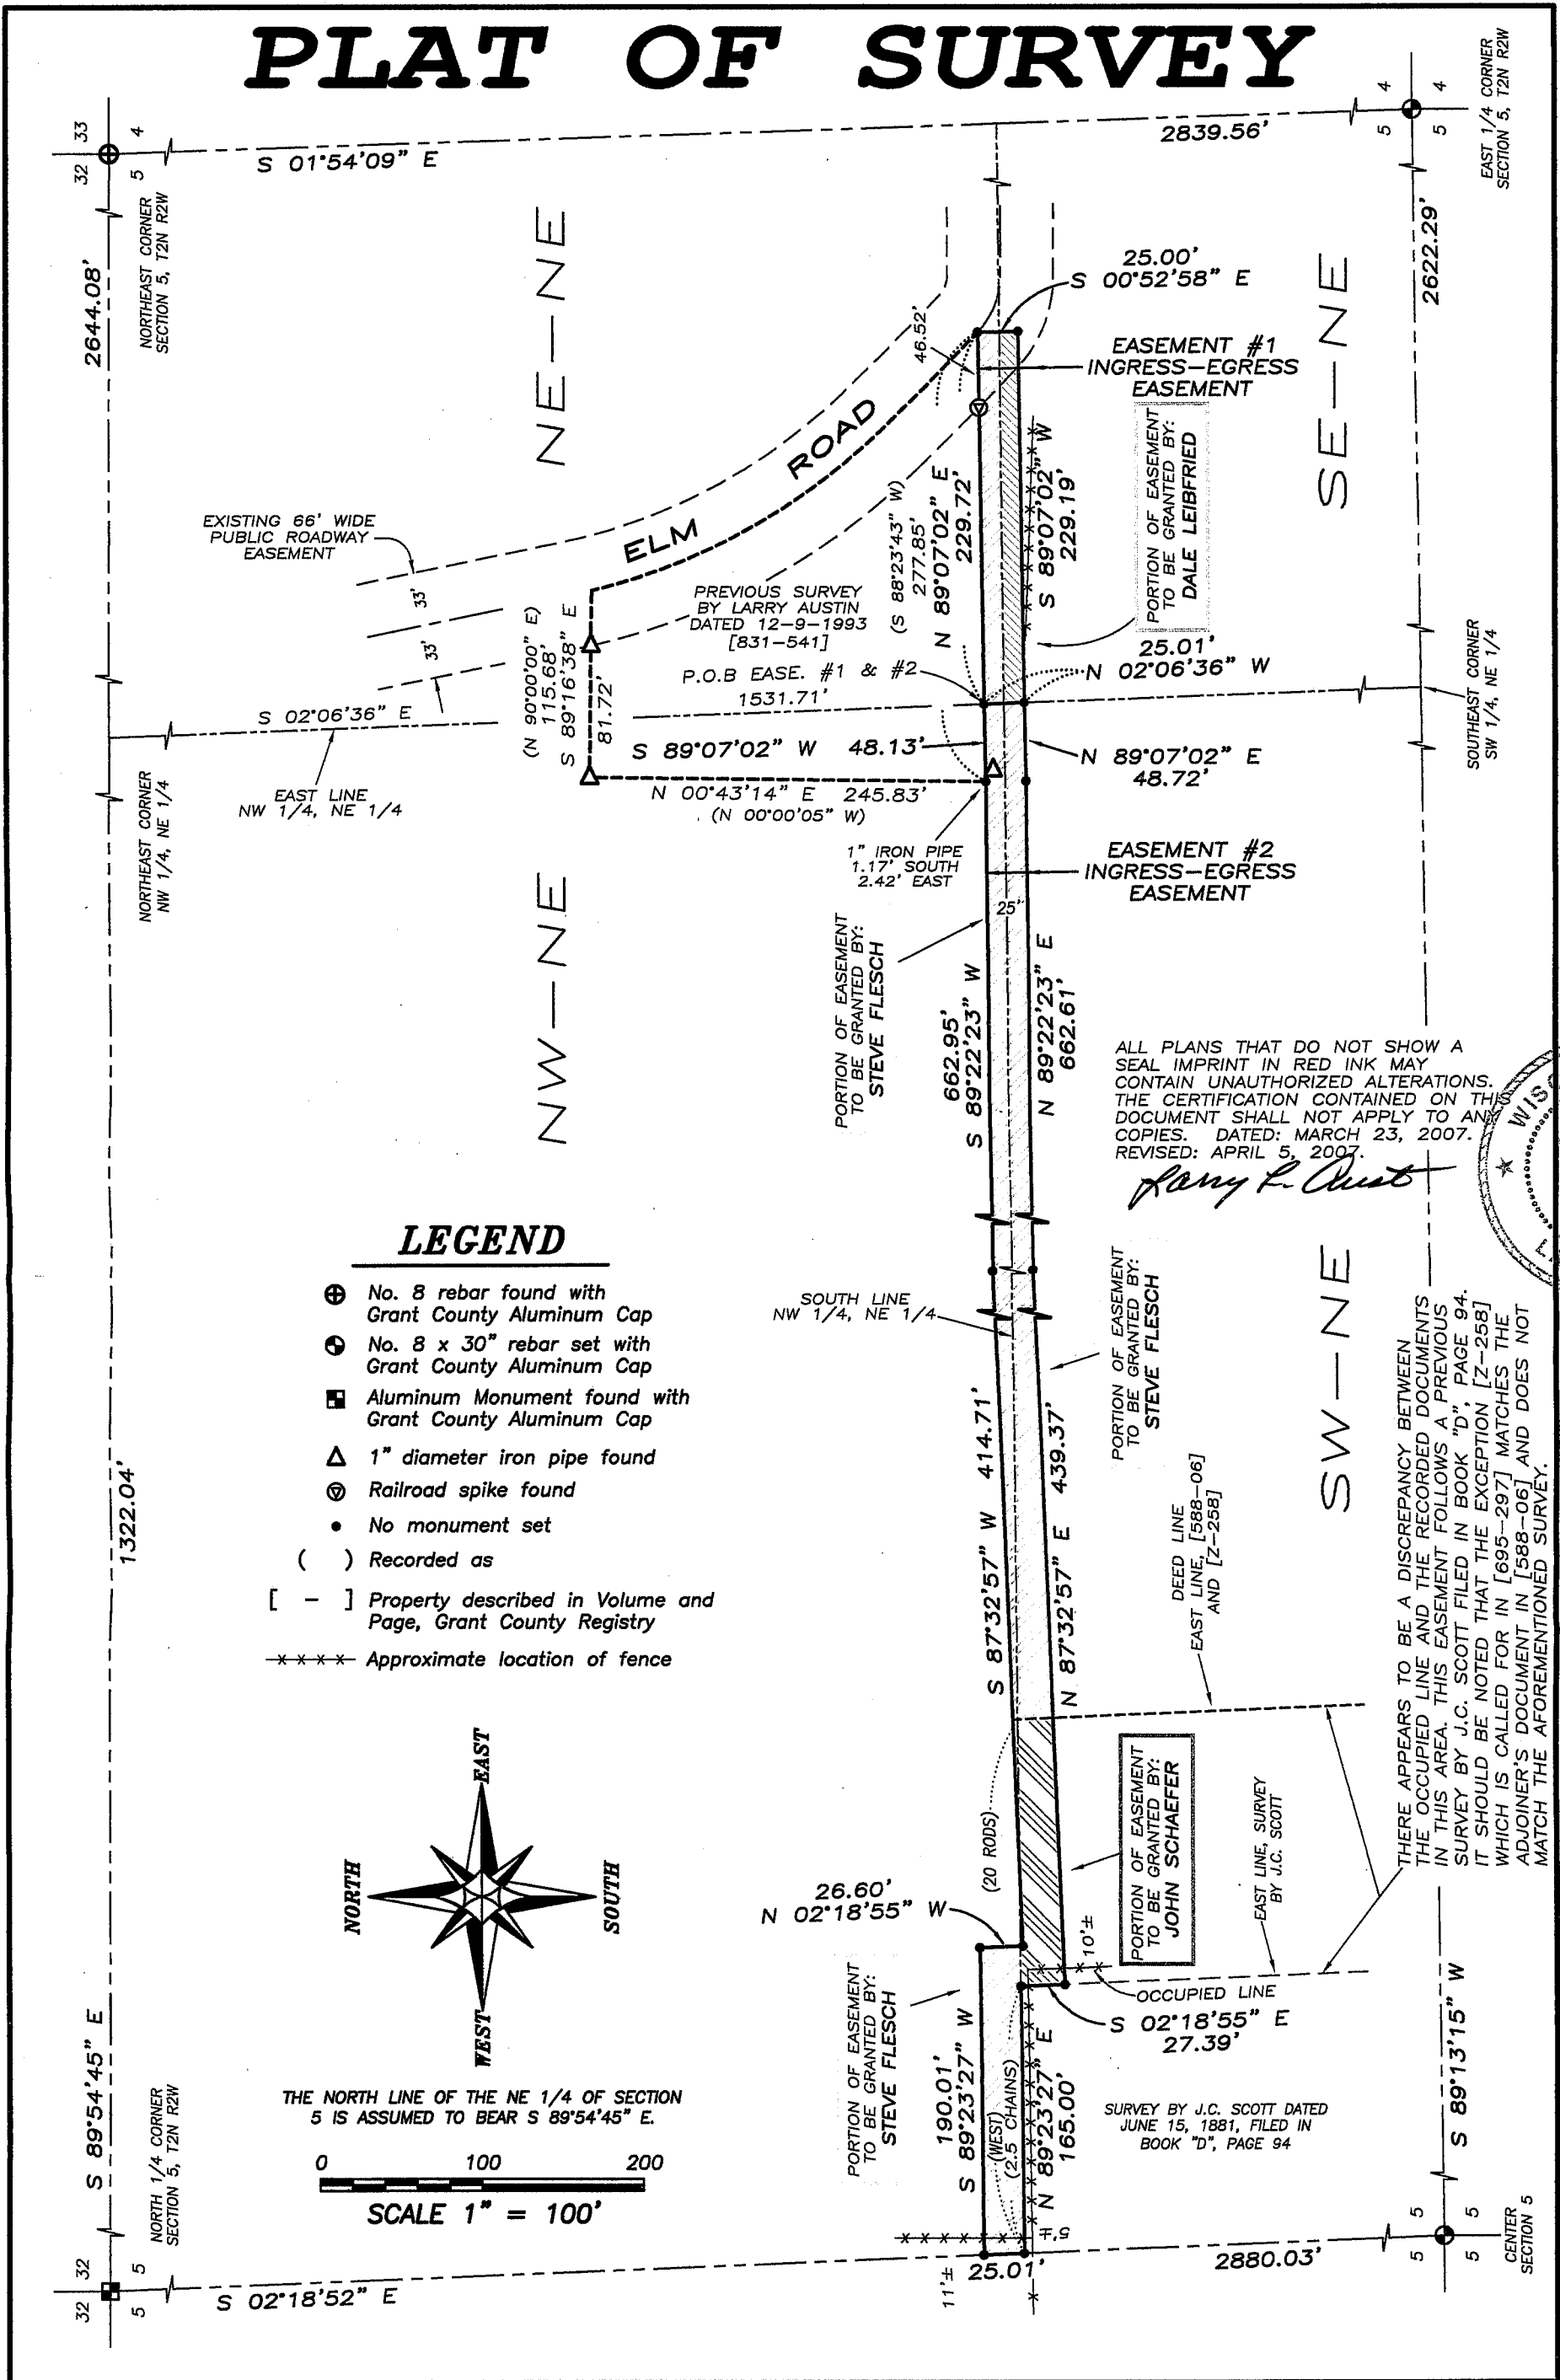 PLAT OF SURVEY
32 33
5 4
S 01°54'09" E
2839.56'
4 4
5 5
EAST 1/4 CORNER
SECTION 5, T2N R2W
NORTHEAST CORNER
SECTION 5, T2N R2W
2644.08'
NE—NE
SE—NE
2622.29'
25.00'
S 00°52'58" E
46.52'
EASEMENT #1
INGRESS—EGRESS
EASEMENT
ELM ROAD
PORTION OF EASEMENT
TO BE GRANTED BY:
DALE LEIBFRIED
EXISTING 66' WIDE
PUBLIC ROADWAY
EASEMENT
33'
33'
PREVIOUS SURVEY
BY LARRY AUSTIN
DATED 12-9-1993
[831-541]
(S 88°23'43" W)
277.85'
N 89°07'02" E
229.72'
S 89°07'02" W
229.19'
(N 90°00'00" E)
115.68'
S 89°16'38" E
81.72'
P.O.B EASE. #1 & #2
1531.71'
25.01'
N 02°06'36" W
SOUTHEAST CORNER
SW 1/4, NE 1/4
S 02°06'36" E
EAST LINE
NW 1/4, NE 1/4
NORTHEAST CORNER
NW 1/4, NE 1/4
S 89°07'02" W 48.13'
N 89°07'02" E
48.72'
N 00°43'14" E 245.83'
(N 00°00'05" W)
1" IRON PIPE
1.17' SOUTH
2.42' EAST
EASEMENT #2
INGRESS—EGRESS
EASEMENT
25'
NW—NE
PORTION OF EASEMENT
TO BE GRANTED BY:
STEVE FLESCH
662.95'
S 89°22'23" W
N 89°22'23" E
662.61'
ALL PLANS THAT DO NOT SHOW A
SEAL IMPRINT IN RED INK MAY
CONTAIN UNAUTHORIZED ALTERATIONS.
THE CERTIFICATION CONTAINED ON THIS
DOCUMENT SHALL NOT APPLY TO ANY
COPIES. DATED: MARCH 23, 2007.
REVISED: APRIL 5, 2007.
WISC
LEGEND
No. 8 rebar found with
Grant County Aluminum Cap
No. 8 x 30" rebar set with
Grant County Aluminum Cap
Aluminum Monument found with
Grant County Aluminum Cap
1" diameter iron pipe found
Railroad spike found
No monument set
( ) Recorded as
[ - ] Property described in Volume and
Page, Grant County Registry
Approximate location of fence
SOUTH LINE
NW 1/4, NE 1/4
PORTION OF EASEMENT
TO BE GRANTED BY:
STEVE FLESCH
SW—NE
1322.04'
S 87°32'57" W 414.71'
N 87°32'57" E 439.37'
DEED LINE
EAST LINE, [588-06]
AND [Z-258]
THERE APPEARS TO BE A DISCREPANCY BETWEEN
THE OCCUPIED LINE AND THE RECORDED DOCUMENTS
IN THIS AREA. THIS EASEMENT FOLLOWS A PREVIOUS
SURVEY BY J.C. SCOTT FILED IN BOOK "D", PAGE 94.
IT SHOULD BE NOTED THAT THE EXCEPTION [Z-258]
WHICH IS CALLED FOR IN [695-297] MATCHES THE
ADJOINER'S DOCUMENT IN [588-06] AND DOES NOT
MATCH THE AFOREMENTIONED SURVEY.
EAST
NORTH
SOUTH
WEST
(20 RODS)
PORTION OF EASEMENT
TO BE GRANTED BY:
JOHN SCHAEFER
EAST LINE, SURVEY
BY J.C. SCOTT
26.60'
N 02°18'55" W
10'±
OCCUPIED LINE
S 02°18'55" E
27.39'
PORTION OF EASEMENT
TO BE GRANTED BY:
STEVE FLESCH
190.01'
S 89°23'27" W
(WEST)
(2.5 CHAINS)
N 89°23'27" E
165.00'
SURVEY BY J.C. SCOTT DATED
JUNE 15, 1881, FILED IN
BOOK "D", PAGE 94
S 89°13'15" W
S 89°54'45" E
NORTH 1/4 CORNER
SECTION 5, T2N R2W
THE NORTH LINE OF THE NE 1/4 OF SECTION
5 IS ASSUMED TO BEAR S 89°54'45" E.
0 100 200
SCALE 1" = 100'
5'±
11'±
25.01'
2880.03'
S 02°18'52" E
32 32
5 5
5 5
5 5
CENTER
SECTION 5